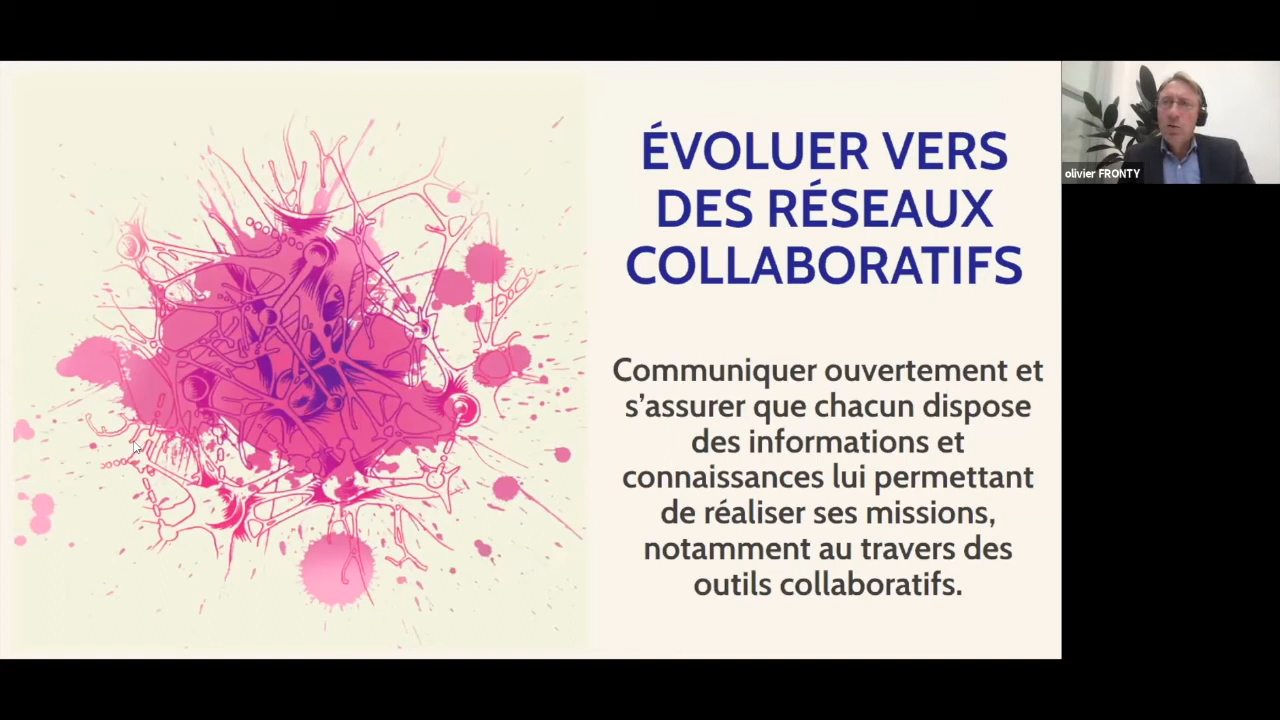 ÉVOLUER VERS
DES RÉSEAUX
COLLABORATIFS
Communiquer ouvertement et
s’assurer que chacun dispose
des informations et
connaissances lui permettant
de réaliser ses missions,
notamment au travers des
outils collaboratifs.
olivier FRONTY